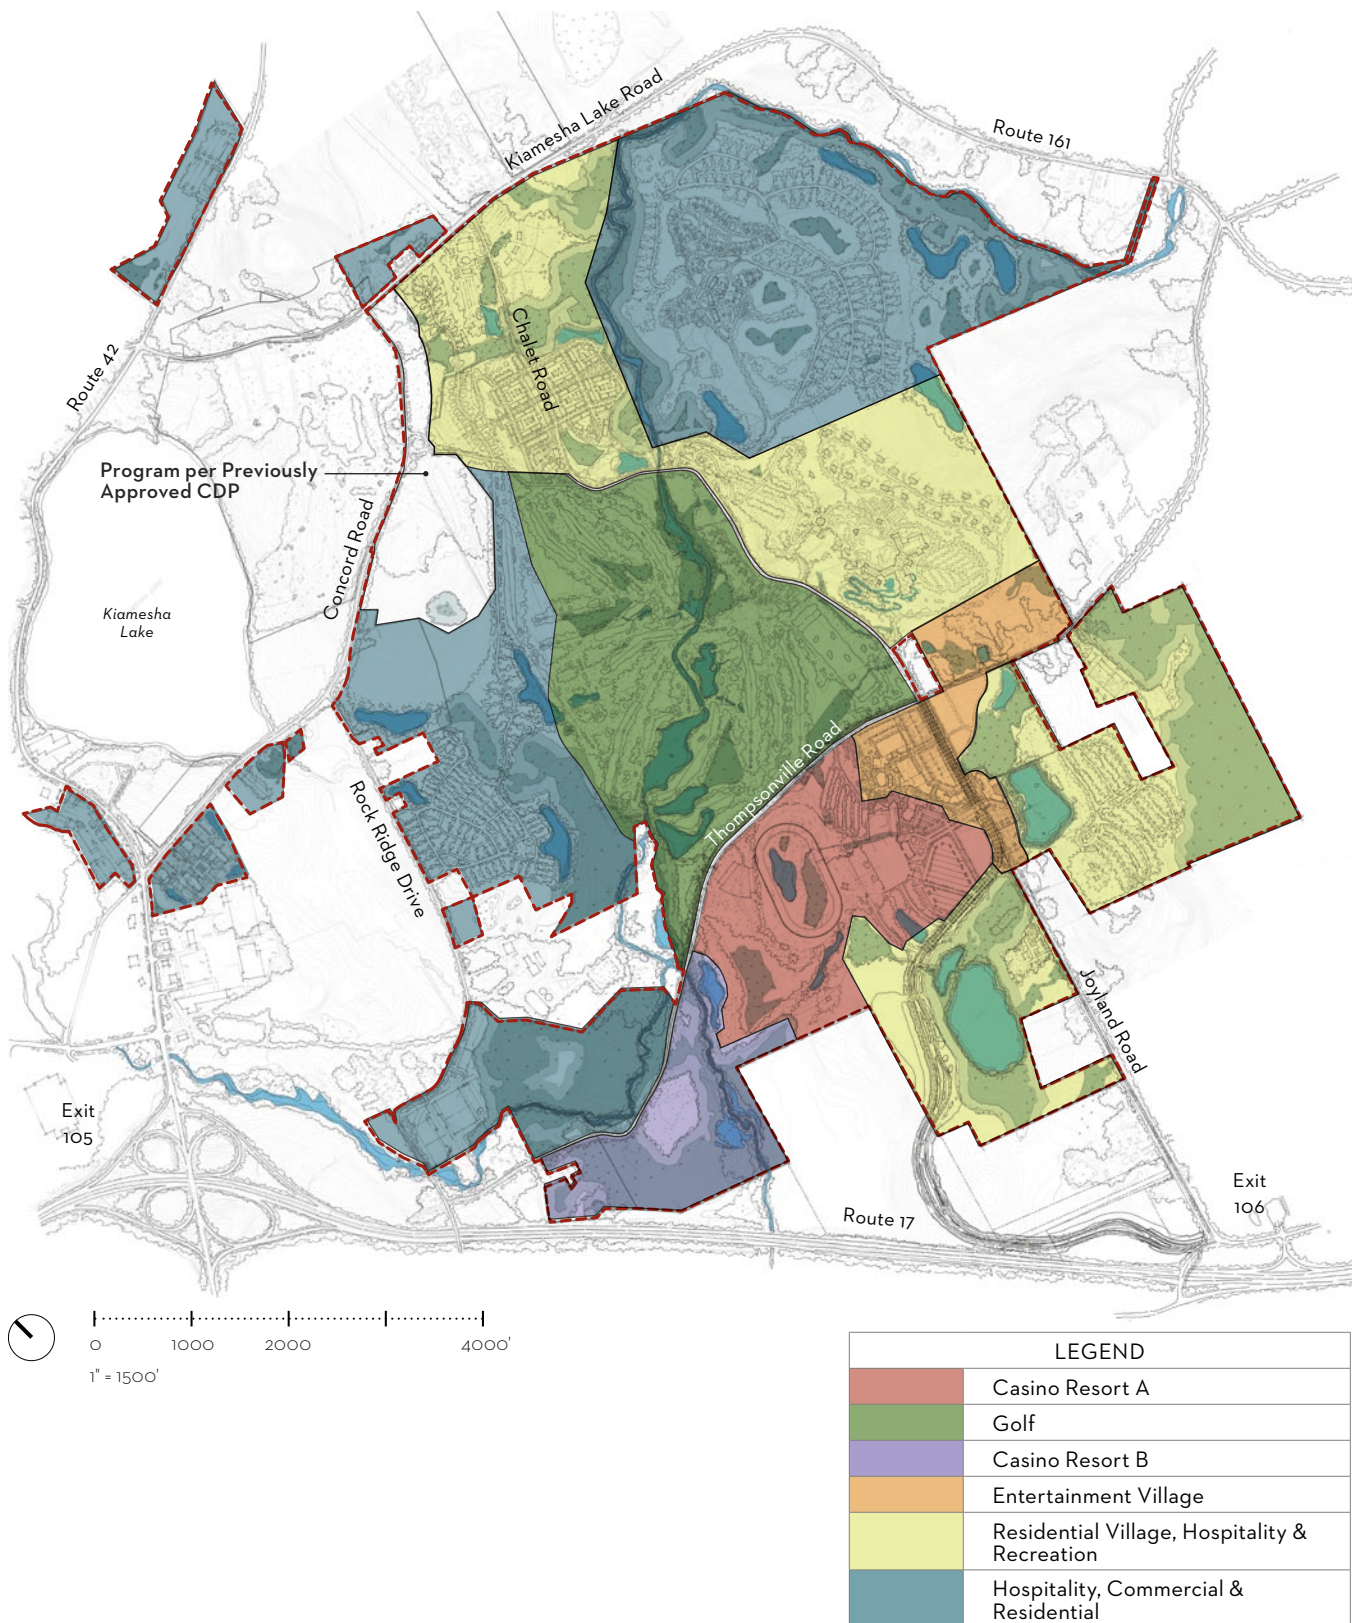 Kiamesha Lake Road
Route 161
Route 42
Chalet Road
Program per Previously
Approved CDP
Concord Road
Kiamesha
Lake
Thompsonville Road
Rock Ridge Drive
Joyland Road
Exit
105
Exit
106
Route 17
0 1000 2000 4000'
1" = 1500'
LEGEND
Casino Resort A
Golf
Casino Resort B
Entertainment Village
Residential Village, Hospitality &
Recreation
Hospitality, Commercial &
Residential